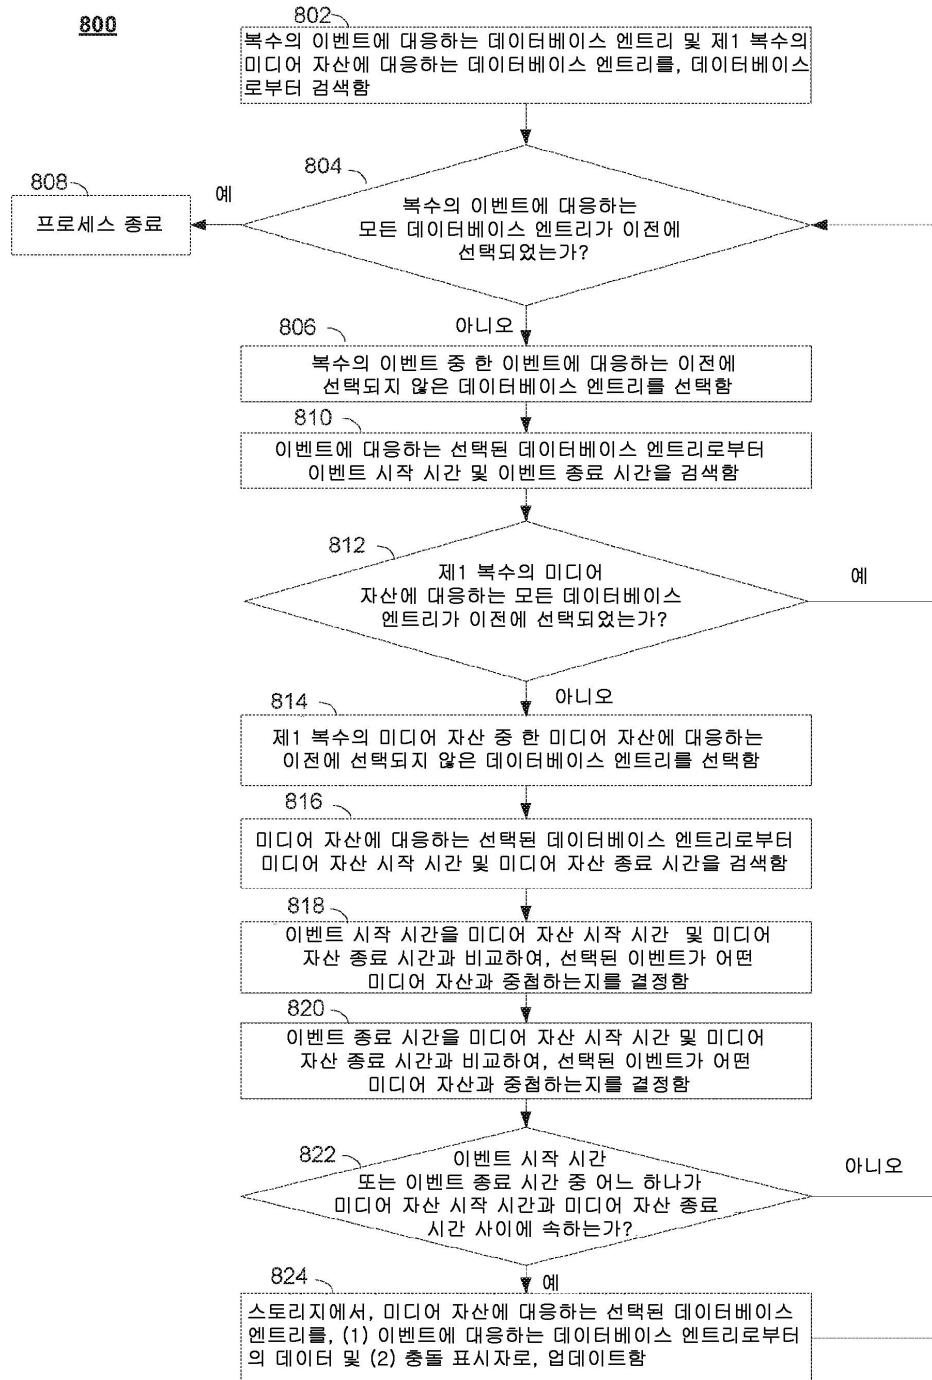 800
802
복수의 이벤트에 대응하는 데이터베이스 엔트리 및 제1 복수의
미디어 자산에 대응하는 데이터베이스 엔트리를, 데이터베이스
로부터 검색함
804
복수의 이벤트에 대응하는
모든 데이터베이스 엔트리가 이전에
선택되었는가?
예
808
프로세스 종료
아니오
806
복수의 이벤트 중 한 이벤트에 대응하는 이전에
선택되지 않은 데이터베이스 엔트리를 선택함
810
이벤트에 대응하는 선택된 데이터베이스 엔트리로부터
이벤트 시작 시간 및 이벤트 종료 시간을 검색함
812
제1 복수의 미디어
자산에 대응하는 모든 데이터베이스
엔트리가 이전에 선택되었는가?
예
아니오
814
제1 복수의 미디어 자산 중 한 미디어 자산에 대응하는
이전에 선택되지 않은 데이터베이스 엔트리를 선택함
816
미디어 자산에 대응하는 선택된 데이터베이스 엔트리로부터
미디어 자산 시작 시간 및 미디어 자산 종료 시간을 검색함
818
이벤트 시작 시간을 미디어 자산 시작 시간 및 미디어
자산 종료 시간과 비교하여, 선택된 이벤트가 어떤
미디어 자산과 중첩하는지를 결정함
820
이벤트 종료 시간을 미디어 자산 시작 시간 및 미디어
자산 종료 시간과 비교하여, 선택된 이벤트가 어떤
미디어 자산과 중첩하는지를 결정함
822
이벤트 시작 시간
또는 이벤트 종료 시간 중 어느 하나가
미디어 자산 시작 시간과 미디어 자산 종료
시간 사이에 속하는가?
아니오
예
824
스토리지에서, 미디어 자산에 대응하는 선택된 데이터베이스
엔트리를, (1) 이벤트에 대응하는 데이터베이스 엔트리로부터
의 데이터 및 (2) 충돌 표시자로, 업데이트함